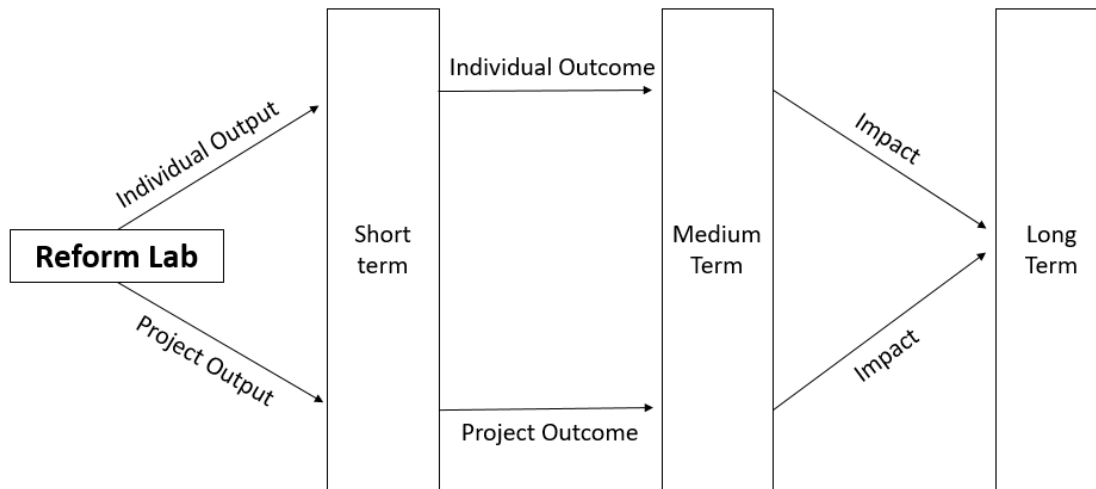 Individual Outcome
Individual Output
Impact
Reform Lab
Short
term
Medium
Term
Long
Term
Project Output
Impact
Project Outcome